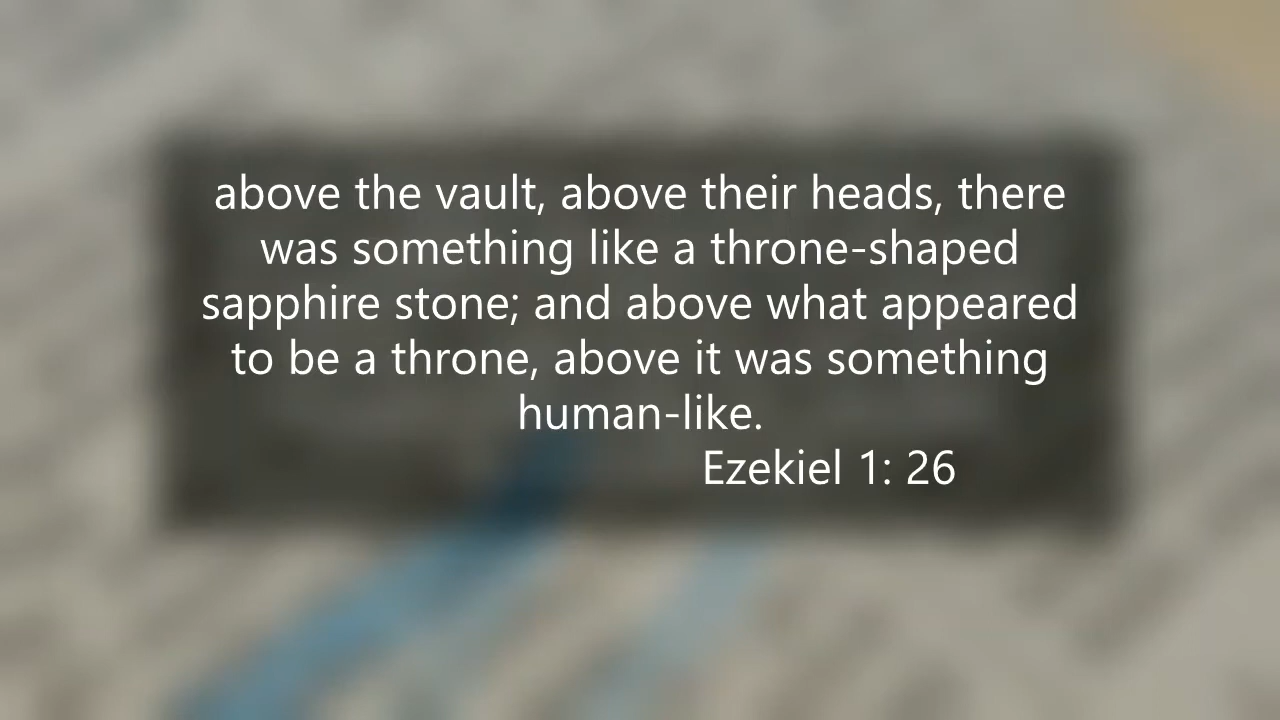 above the vault, above their heads, there
was something like a throne-shaped
sapphire stone; and above what appeared
to be a throne, above it was something
human-like.
Ezekiel 1: 26